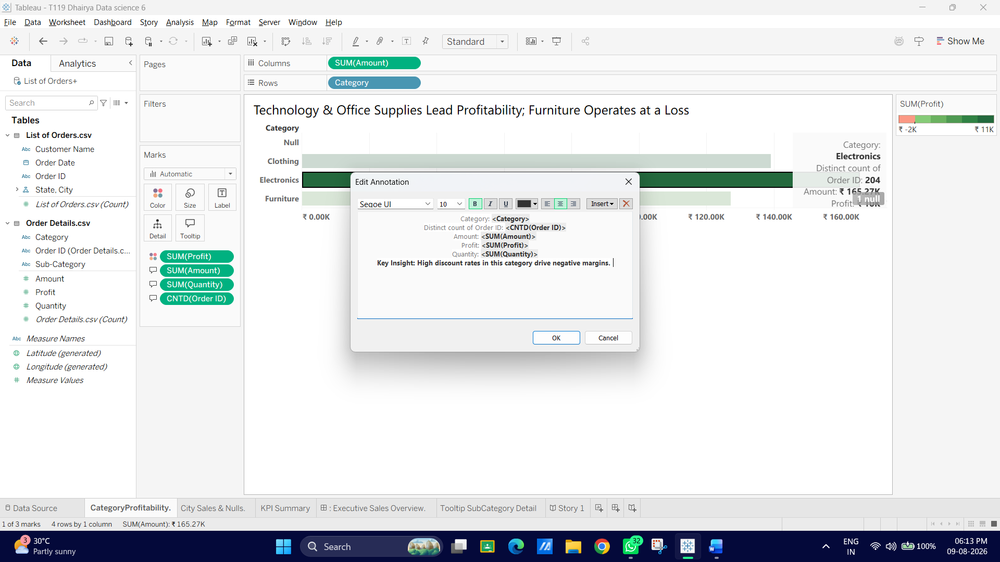 Tableau - T119 Dhairya Data science 6
File Data Worksheet Dashboard Story Analysis Map Format Server Window Help
Standard
Show Me
Data Analytics
List of Orders+
Search
Tables
List of Orders.csv
Abc Customer Name
Order Date
Abc Order ID
State, City
List of Orders.csv (Count)
Order Details.csv
Abc Category
Abc Order ID (Order Details.c...
Abc Sub-Category
Amount
Profit
Quantity
Order Details.csv (Count)
Abc Measure Names
Latitude (generated)
Longitude (generated)
Measure Values
Pages
Filters
Marks
Automatic
Color Size Label
Detail Tooltip
SUM(Profit)
SUM(Amount)
SUM(Quantity)
CNTD(Order ID)
Columns SUM(Amount)
Rows Category
Technology & Office Supplies Lead Profitability; Furniture Operates at a Loss
Category
Null
Clothing
Electronics
Furniture
₹ 0.00K
0.00K ₹ 120.00K ₹ 140.00K ₹ 160.00K
Category:
Electronics
Distinct count of
Order ID: 204
Amount: ₹ 165.27K
Profit: ₹ 10K
1 null
SUM(Profit)
₹ -2K ₹ 11K
Edit Annotation
Segoe UI 10 B I U Insert
Category: <Category>
Distinct count of Order ID: <CNTD(Order ID)>
Amount: <SUM(Amount)>
Profit: <SUM(Profit)>
Quantity: <SUM(Quantity)>
Key Insight: High discount rates in this category drive negative margins.
OK Cancel
Data Source CategoryProfitability. City Sales & Nulls. KPI Summary : Executive Sales Overview. Tooltip SubCategory Detail Story 1
1 of 3 marks 4 rows by 1 column SUM(Amount): ₹ 165.27K
3
30°C
Partly sunny
Search
32
ENG
IN
100%
06:13 PM
09-08-2026